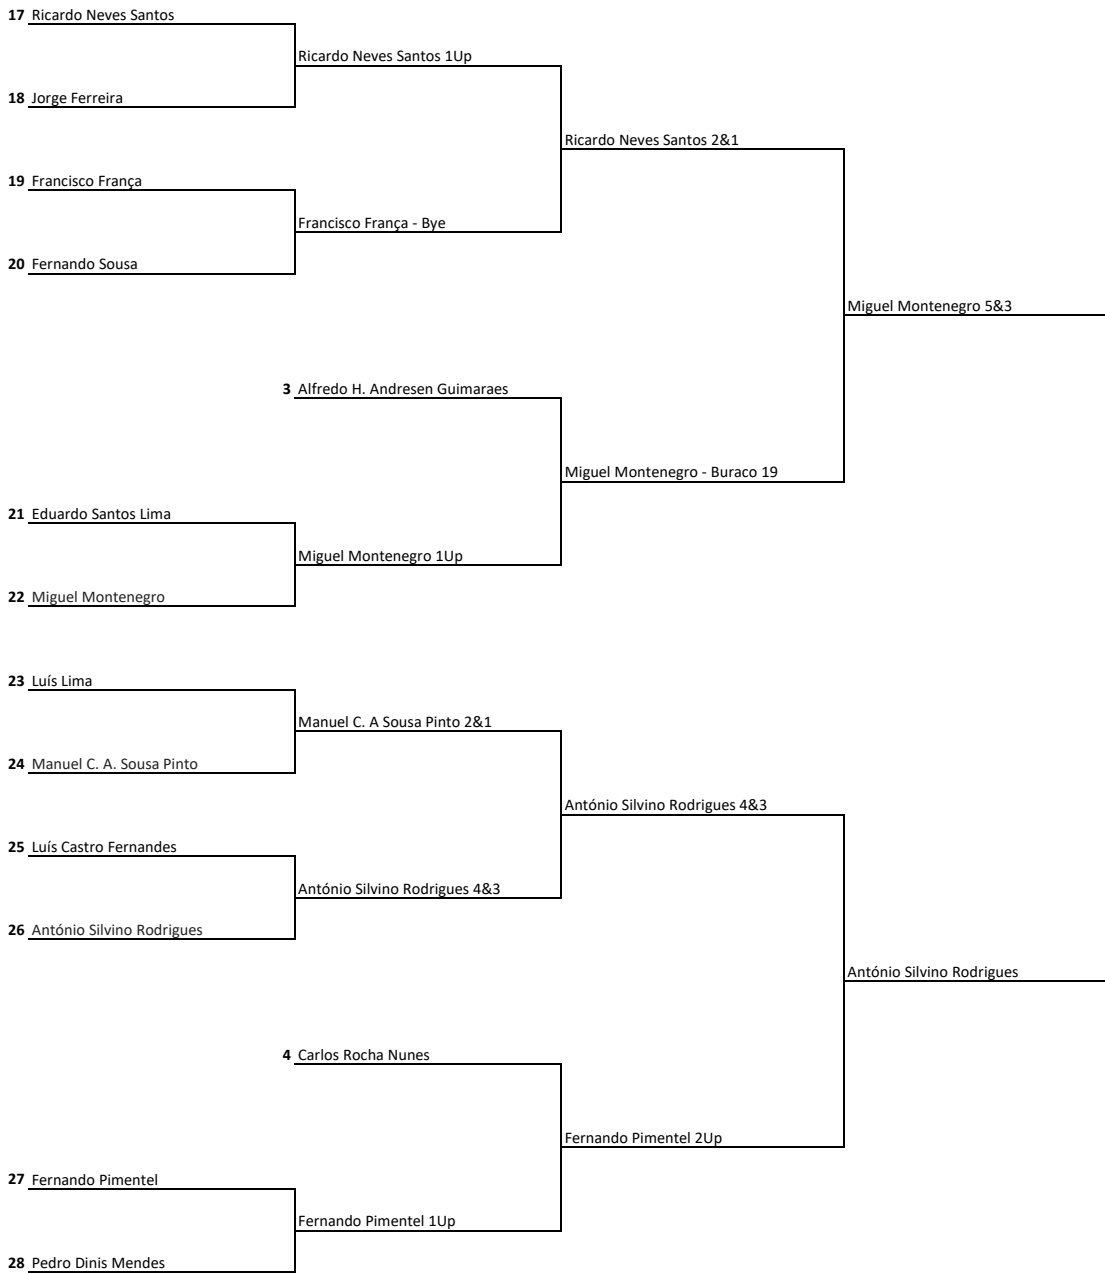 17 Ricardo Neves Santos
Ricardo Neves Santos 1Up
18 Jorge Ferreira
Ricardo Neves Santos 2&1
19 Francisco França
Francisco França - Bye
20 Fernando Sousa
Miguel Montenegro 5&3
3 Alfredo H. Andresen Guimaraes
Miguel Montenegro - Buraco 19
21 Eduardo Santos Lima
Miguel Montenegro 1Up
22 Miguel Montenegro
23 Luís Lima
Manuel C. A Sousa Pinto 2&1
24 Manuel C. A. Sousa Pinto
António Silvino Rodrigues 4&3
25 Luís Castro Fernandes
António Silvino Rodrigues 4&3
26 António Silvino Rodrigues
António Silvino Rodrigues
4 Carlos Rocha Nunes
Fernando Pimentel 2Up
27 Fernando Pimentel
Fernando Pimentel 1Up
28 Pedro Dinis Mendes